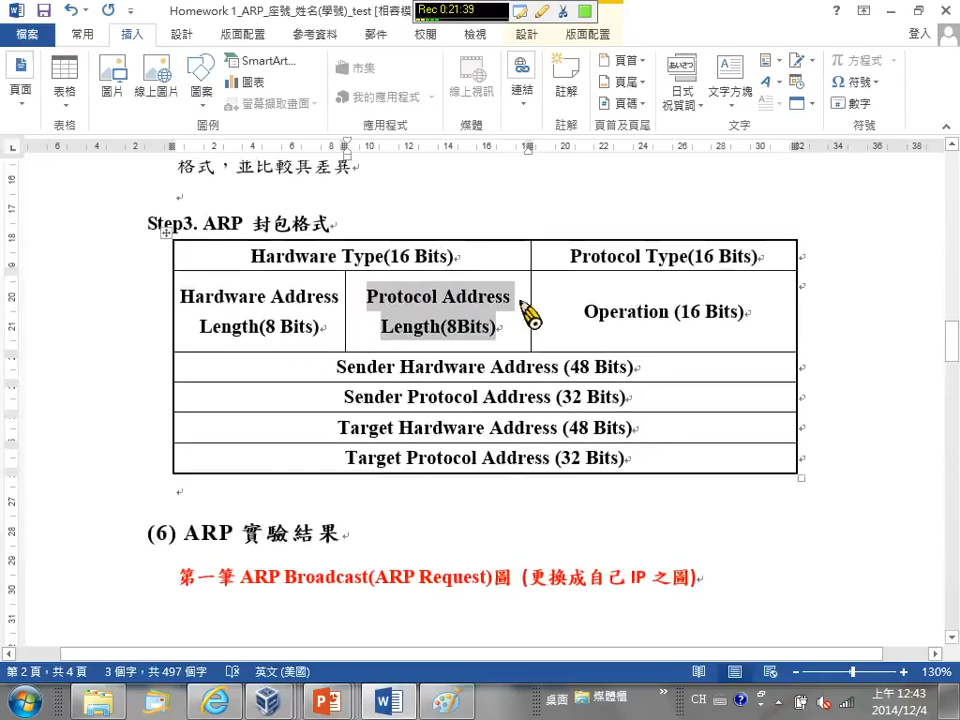 Homework 1_ARP_座號_姓名(學號)_test [相容模
Rec 0:21:39
檔案 常用 插入 設計 版面配置 參考資料 郵件 校閱 檢視 設計 版面配置 登入
頁面 表格 圖片 線上圖片 圖案 SmartArt... 圖表 螢幕擷取畫面 市集 我的應用程式 線上視訊 連結 註解 頁首 頁尾 頁碼 日式賀詞 文字方塊 方程式 符號 數字
表格 圖例 應用程式 媒體 註解 頁首及頁尾 文字 符號
格式，並比較其差異
Step3. ARP 封包格式
Hardware Type(16 Bits) Protocol Type(16 Bits)
Hardware Address Length(8 Bits) Protocol Address Length(8Bits) Operation (16 Bits)
Sender Hardware Address (48 Bits)
Sender Protocol Address (32 Bits)
Target Hardware Address (48 Bits)
Target Protocol Address (32 Bits)
(6) ARP 實驗結果
第一筆 ARP Broadcast(ARP Request)圖 (更換成自己 IP 之圖)
第 2 頁，共 4 頁 3 個字，共 497 個字 英文 (美國) 130%
桌面 媒體櫃 CH 上午 12:43
2014/12/4